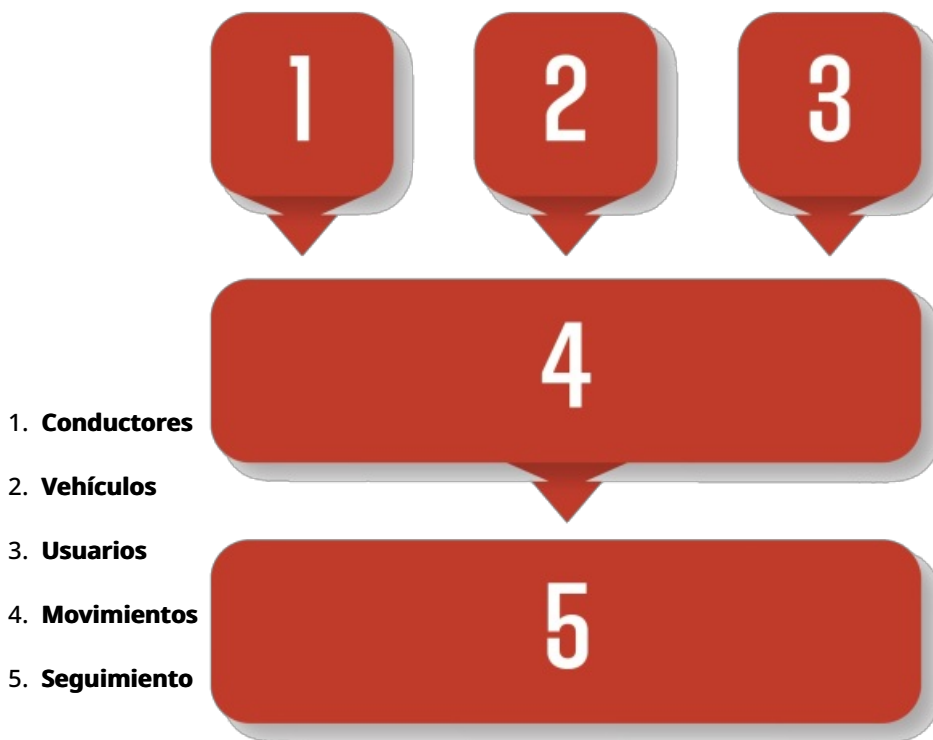 1
2
3
4
5
1. Conductores
2. Vehículos
3. Usuarios
4. Movimientos
5. Seguimiento